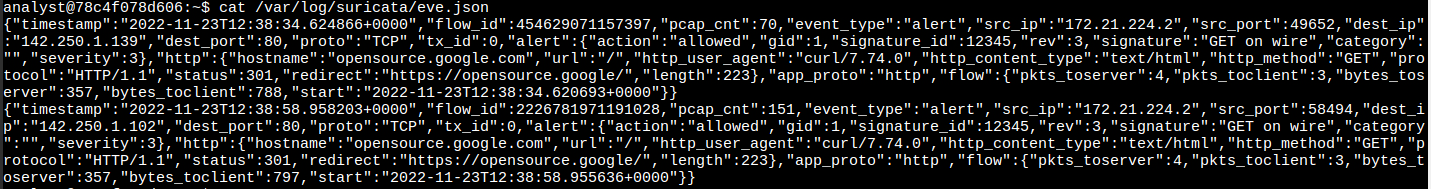 analyst@78c4f078d606:~$ cat /var/log/suricata/eve.json
{"timestamp":"2022-11-23T12:38:34.624866+0000","flow_id":454629071157397,"pcap_cnt":70,"event_type":"alert","src_ip":"172.21.224.2","src_port":49652,"dest_ip
":"142.250.1.139","dest_port":80,"proto":"TCP","tx_id":0,"alert":{"action":"allowed","gid":1,"signature_id":12345,"rev":3,"signature":"GET on wire","category":
"","severity":3},"http":{"hostname":"opensource.google.com","url":"/","http_user_agent":"curl/7.74.0","http_content_type":"text/html","http_method":"GET","pro
tocol":"HTTP/1.1","status":301,"redirect":"https://opensource.google/","length":223},"app_proto":"http","flow":{"pkts_toserver":4,"pkts_toclient":3,"bytes_tos
erver":357,"bytes_toclient":788,"start":"2022-11-23T12:38:34.620693+0000"}}
{"timestamp":"2022-11-23T12:38:58.958203+0000","flow_id":2226781971191028,"pcap_cnt":151,"event_type":"alert","src_ip":"172.21.224.2","src_port":58494,"dest_i
p":"142.250.1.102","dest_port":80,"proto":"TCP","tx_id":0,"alert":{"action":"allowed","gid":1,"signature_id":12345,"rev":3,"signature":"GET on wire","category
":"","severity":3},"http":{"hostname":"opensource.google.com","url":"/","http_user_agent":"curl/7.74.0","http_content_type":"text/html","http_method":"GET","p
rotocol":"HTTP/1.1","status":301,"redirect":"https://opensource.google/","length":223},"app_proto":"http","flow":{"pkts_toserver":4,"pkts_toclient":3,"bytes_t
oserver":357,"bytes_toclient":797,"start":"2022-11-23T12:38:58.955636+0000"}}